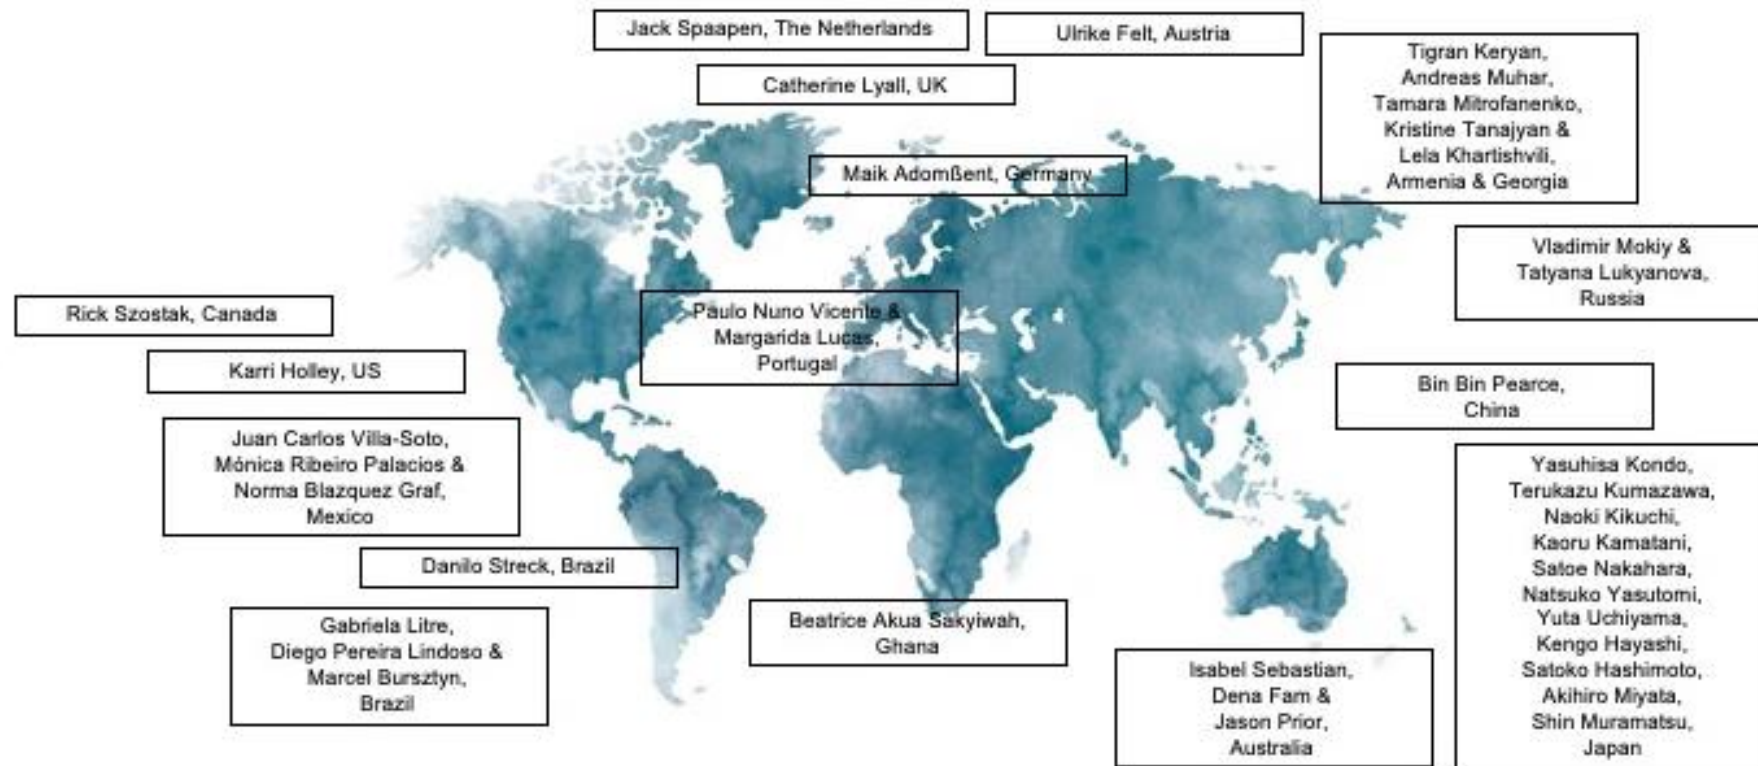 Jack Spaapen, The Netherlands
Ulrike Felt, Austria
Catherine Lyall, UK
Tigran Keryan,
Andreas Muhar,
Tamara Mitrofanenko,
Kristine Tanajyan &
Lela Khartishvili,
Armenia & Georgia
Maik Adomßent, Germany
Vladimir Mokiy &
Tatyana Lukyanova,
Russia
Rick Szostak, Canada
Paulo Nuno Vicente &
Margarida Lucas,
Portugal
Karri Holley, US
Bin Bin Pearce,
China
Juan Carlos Villa-Soto,
Mónica Ribeiro Palacios &
Norma Blazquez Graf,
Mexico
Yasuhisa Kondo,
Terukazu Kumazawa,
Naoki Kikuchi,
Kaoru Kamatani,
Satoe Nakahara,
Natsuko Yasutomi,
Yuta Uchiyama,
Kengo Hayashi,
Satoko Hashimoto,
Akihiro Miyata,
Shin Muramatsu,
Japan
Danilo Streck, Brazil
Gabriela Litre,
Diego Pereira Lindoso &
Marcel Bursztyn,
Brazil
Beatrice Akua Sakyiwah,
Ghana
Isabel Sebastian,
Dena Fam &
Jason Prior,
Australia